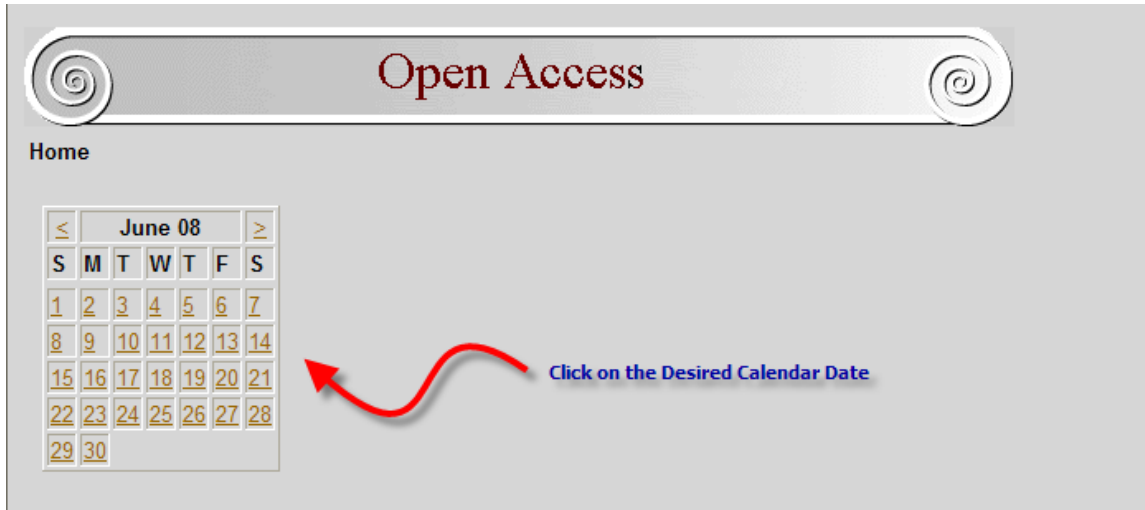 Open Access
Home
< June 08 >
S M T W T F S
1 2 3 4 5 6 7
8 9 10 11 12 13 14
15 16 17 18 19 20 21
22 23 24 25 26 27 28
29 30
Click on the Desired Calendar Date